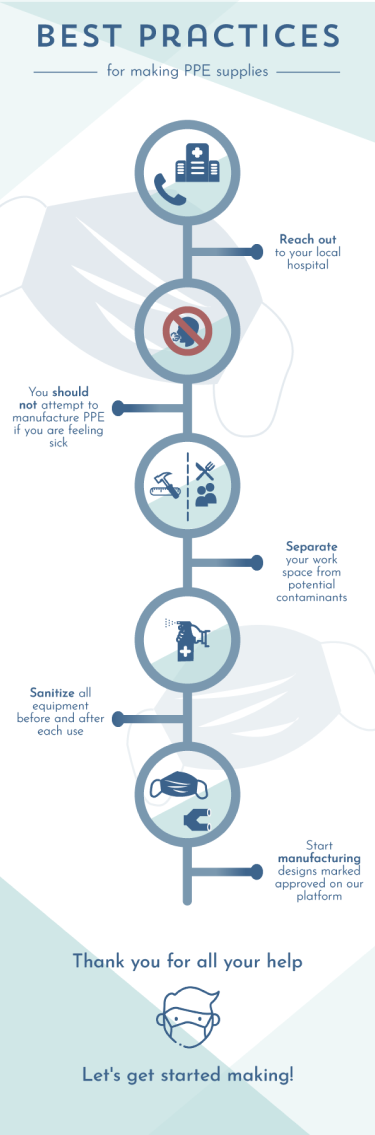 BEST PRACTICES
for making PPE supplies
Reach out
to your local
hospital
You should
not attempt to
manufacture PPE
if you are feeling
sick
Separate
your work
space from
potential
contaminants
Sanitize all
equipment
before and after
each use
Start
manufacturing
designs marked
approved on our
platform
Thank you for all your help
Let's get started making!